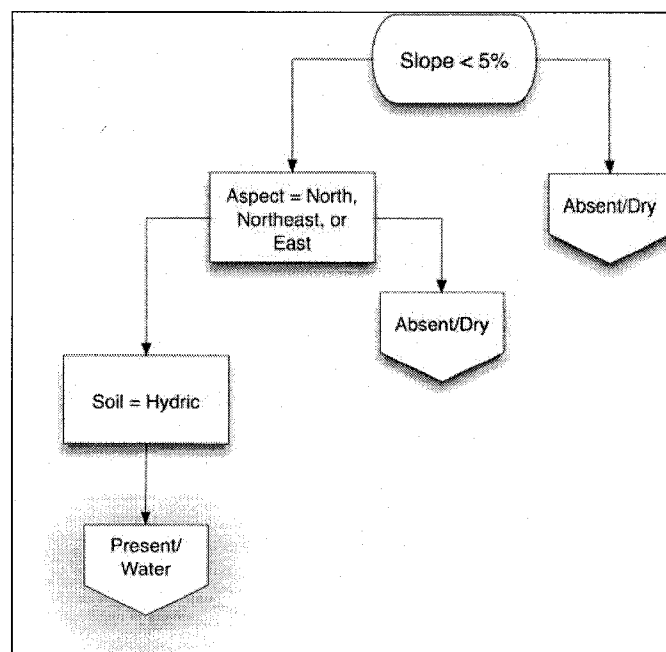 Slope < 5%
Aspect = North,
Northeast, or
East
Absent/Dry
Absent/Dry
Soil = Hydric
Present/
Water